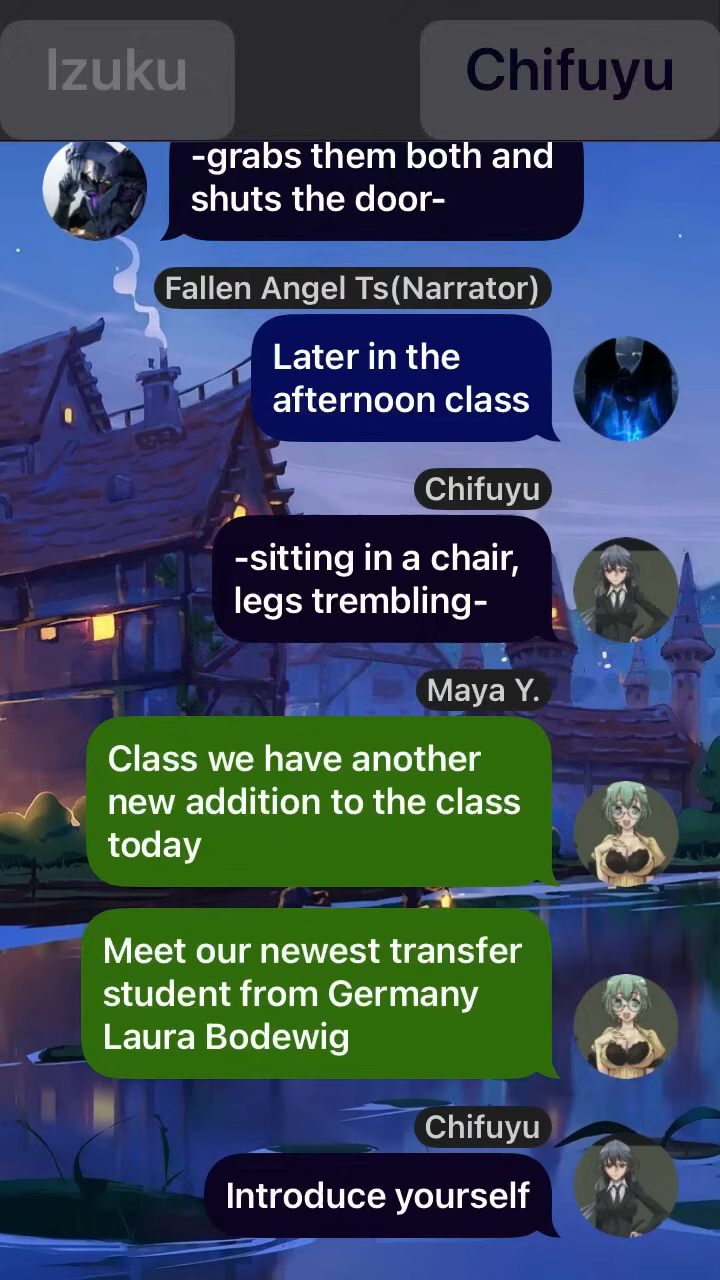 Izuku
Chifuyu
-grabs them both and
shuts the door-
Fallen Angel Ts(Narrator)
Later in the
afternoon class
Chifuyu
-sitting in a chair,
legs trembling-
Maya Y.
Class we have another
new addition to the class
today
Meet our newest transfer
student from Germany
Laura Bodewig
Chifuyu
Introduce yourself